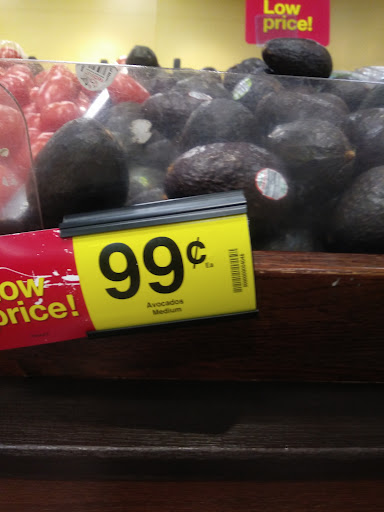 Low
price!
99¢
Ea
Avocados
Medium
ow
rice!